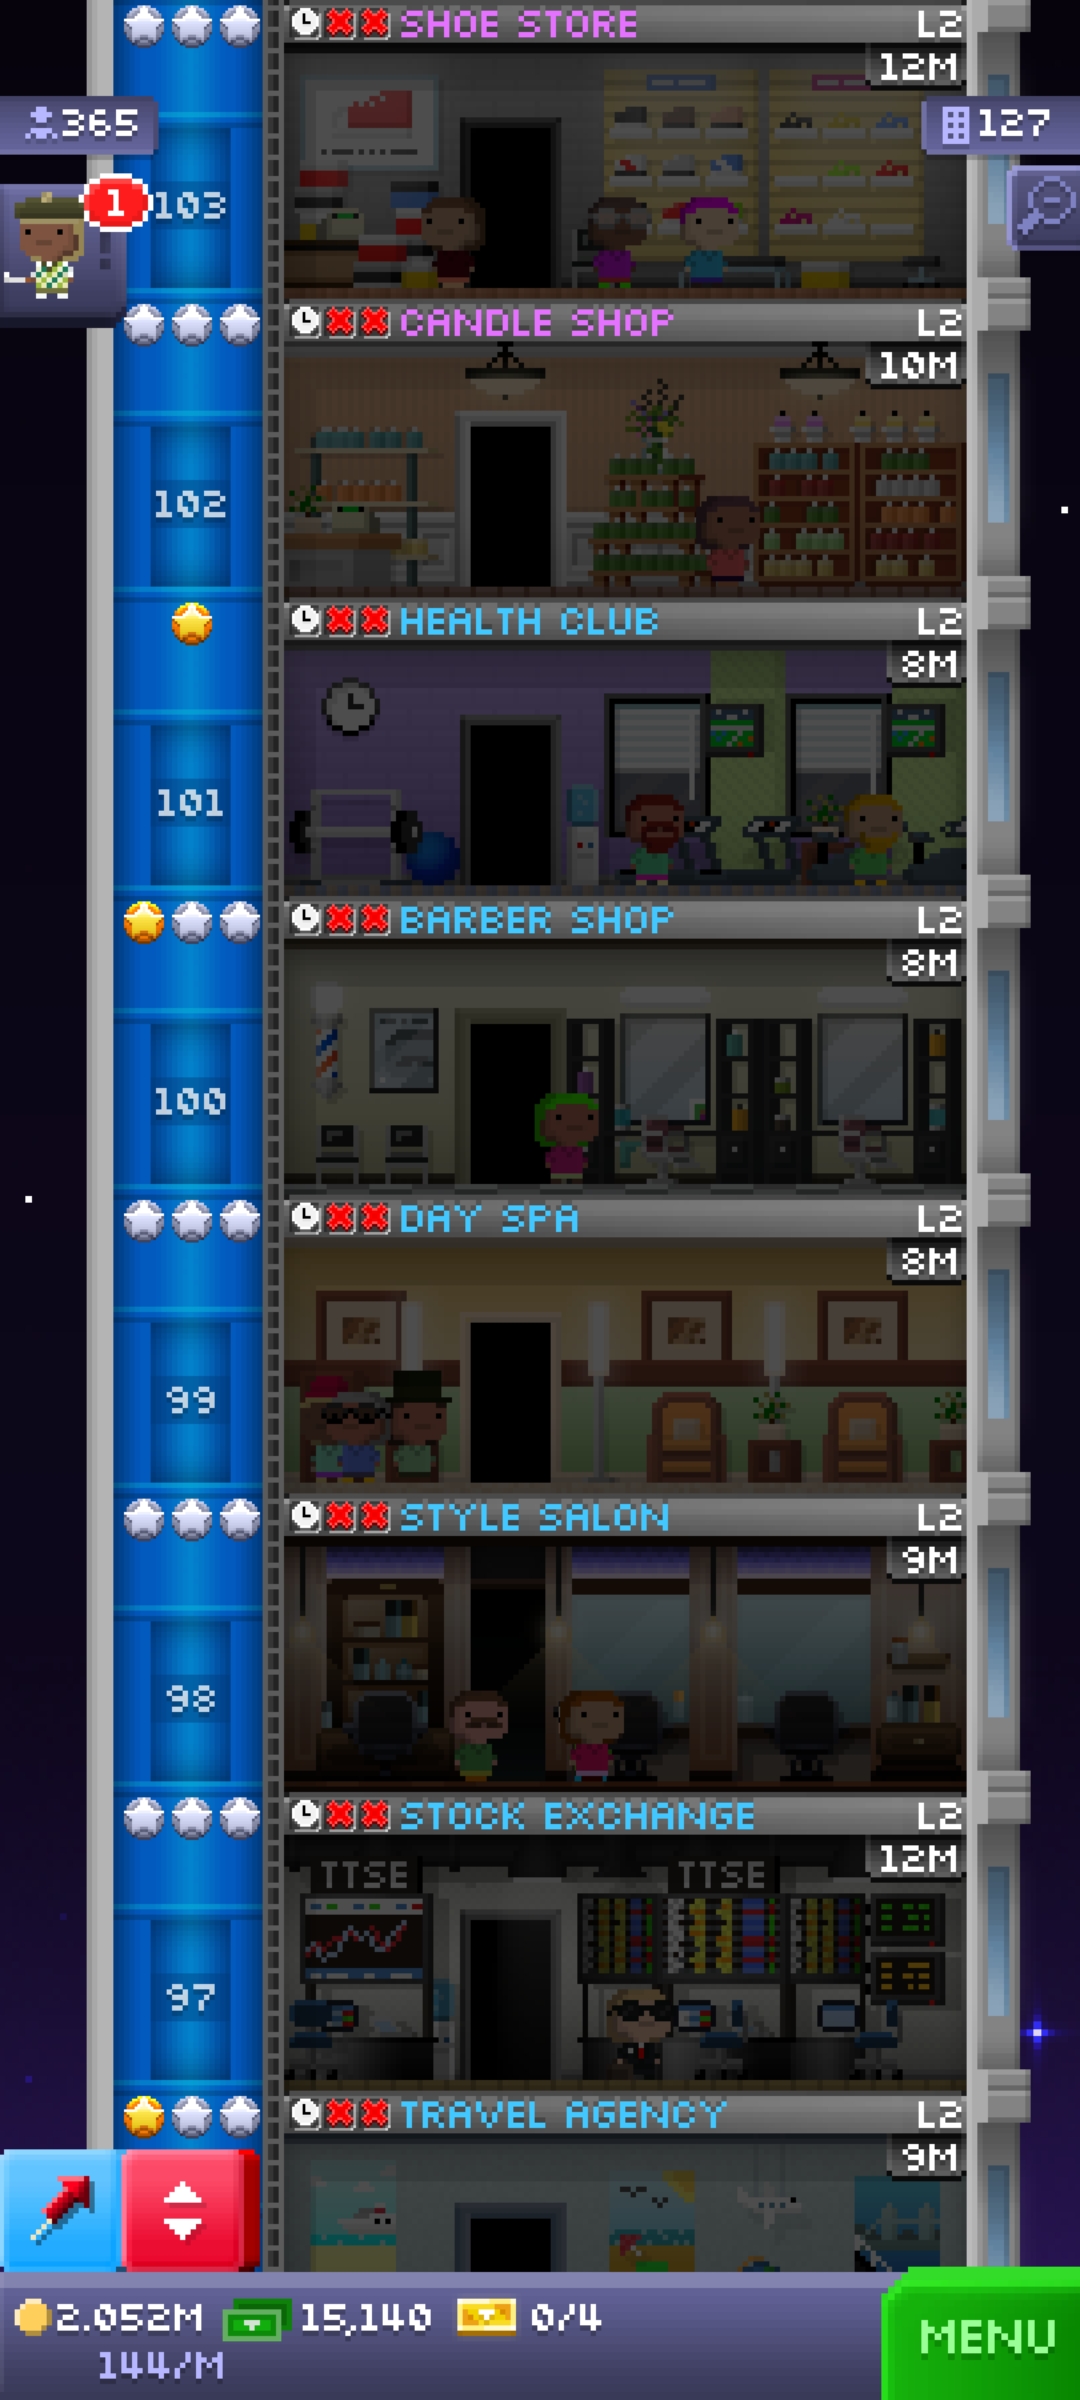 SHOE STORE L2
12M
365
127
1
103
CANDLE SHOP L2
10M
102
HEALTH CLUB L2
8M
101
BARBER SHOP L2
8M
100
DAY SPA L2
8M
99
STYLE SALON L2
9M
98
STOCK EXCHANGE L2
12M
TTSE TTSE
97
TRAVEL AGENCY L2
9M
2.052M 15,140 0/4
144/M
MENU